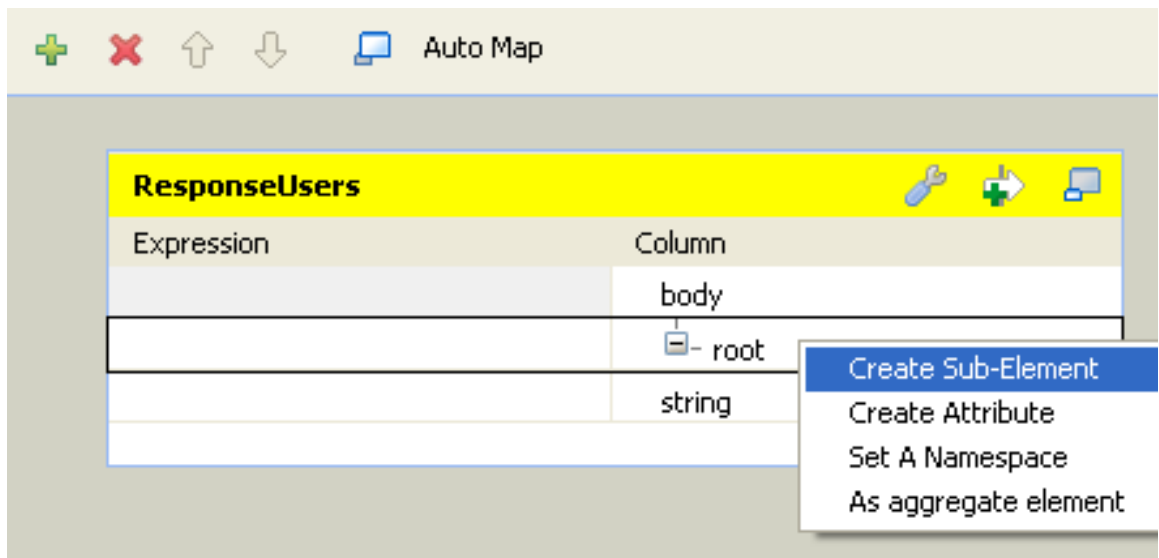 Auto Map
ResponseUsers
Expression Column
body
root
string
Create Sub-Element
Create Attribute
Set A Namespace
As aggregate element